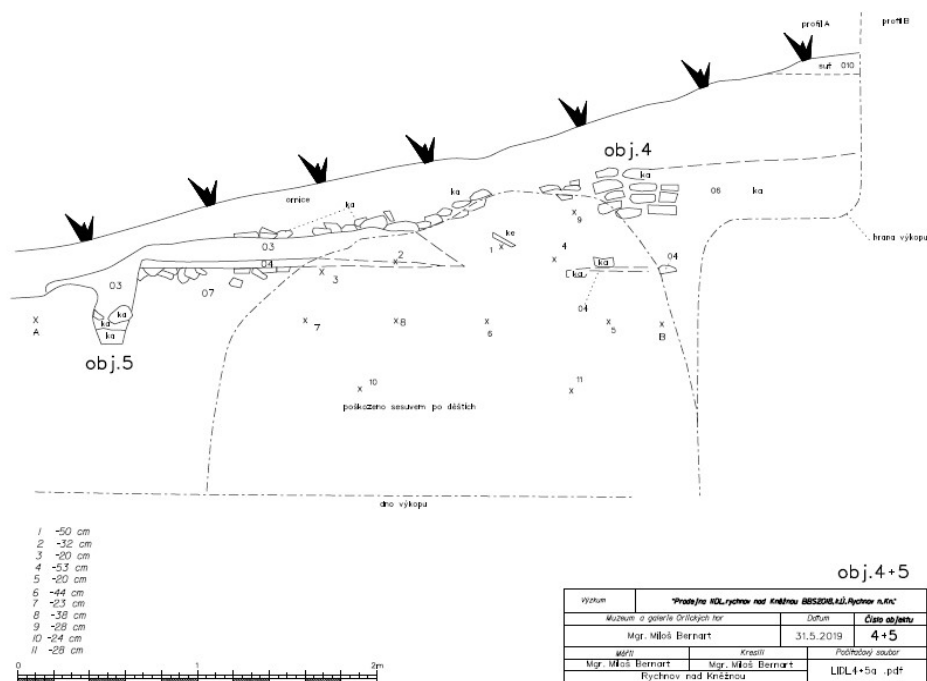 profil A
profil B
suť 010
obj.4
ka
ka
06
ka
ornice
ka
9
ke
hrana výkopu
03
1
4
04
04
2
ka
ka
03
07
3
04
ka
ka
ka
A
7
8
6
5
B
obj.5
10
11
poškozeno sesuvem po deštích
dno výkopu
1 -50 cm
2 -32 cm
3 -20 cm
4 -53 cm
5 -20 cm
6 -44 cm
7 -23 cm
8 -38 cm
9 -28 cm
10 -24 cm
11 -28 cm
0 1 2m
obj.4+5
Výzkum
Muzeum a galerie Orlických hor
Datum
Číslo objektu
Mgr. Miloš Bernart
31.5.2019
4+5
Měřil
Kreslil
Počítačový soubor
Mgr. Miloš Bernart
Mgr. Miloš Bernart
LIDL4+5a .pdf
Rychnov nad Kněžnou